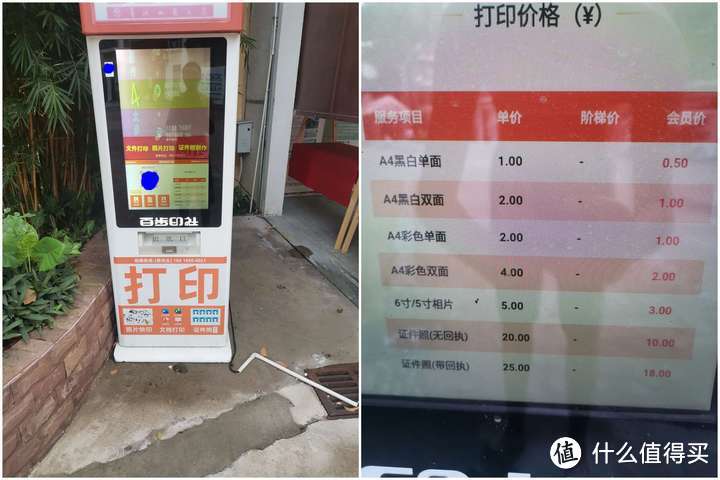 文件打印 照片打印 证件照制作
百步印社
打印
照片快印 文档打印 证件照
打印价格（¥）
服务项目 单价 阶梯价 会员价
A4黑白单面 1.00 - 0.50
A4黑白双面 2.00 - 1.00
A4彩色单面 2.00 - 1.00
A4彩色双面 4.00 - 2.00
6寸/5寸相片 5.00 - 3.00
证件照(无回执) 20.00 - 10.00
证件照(带回执) 25.00 - 18.00
值 什么值得买